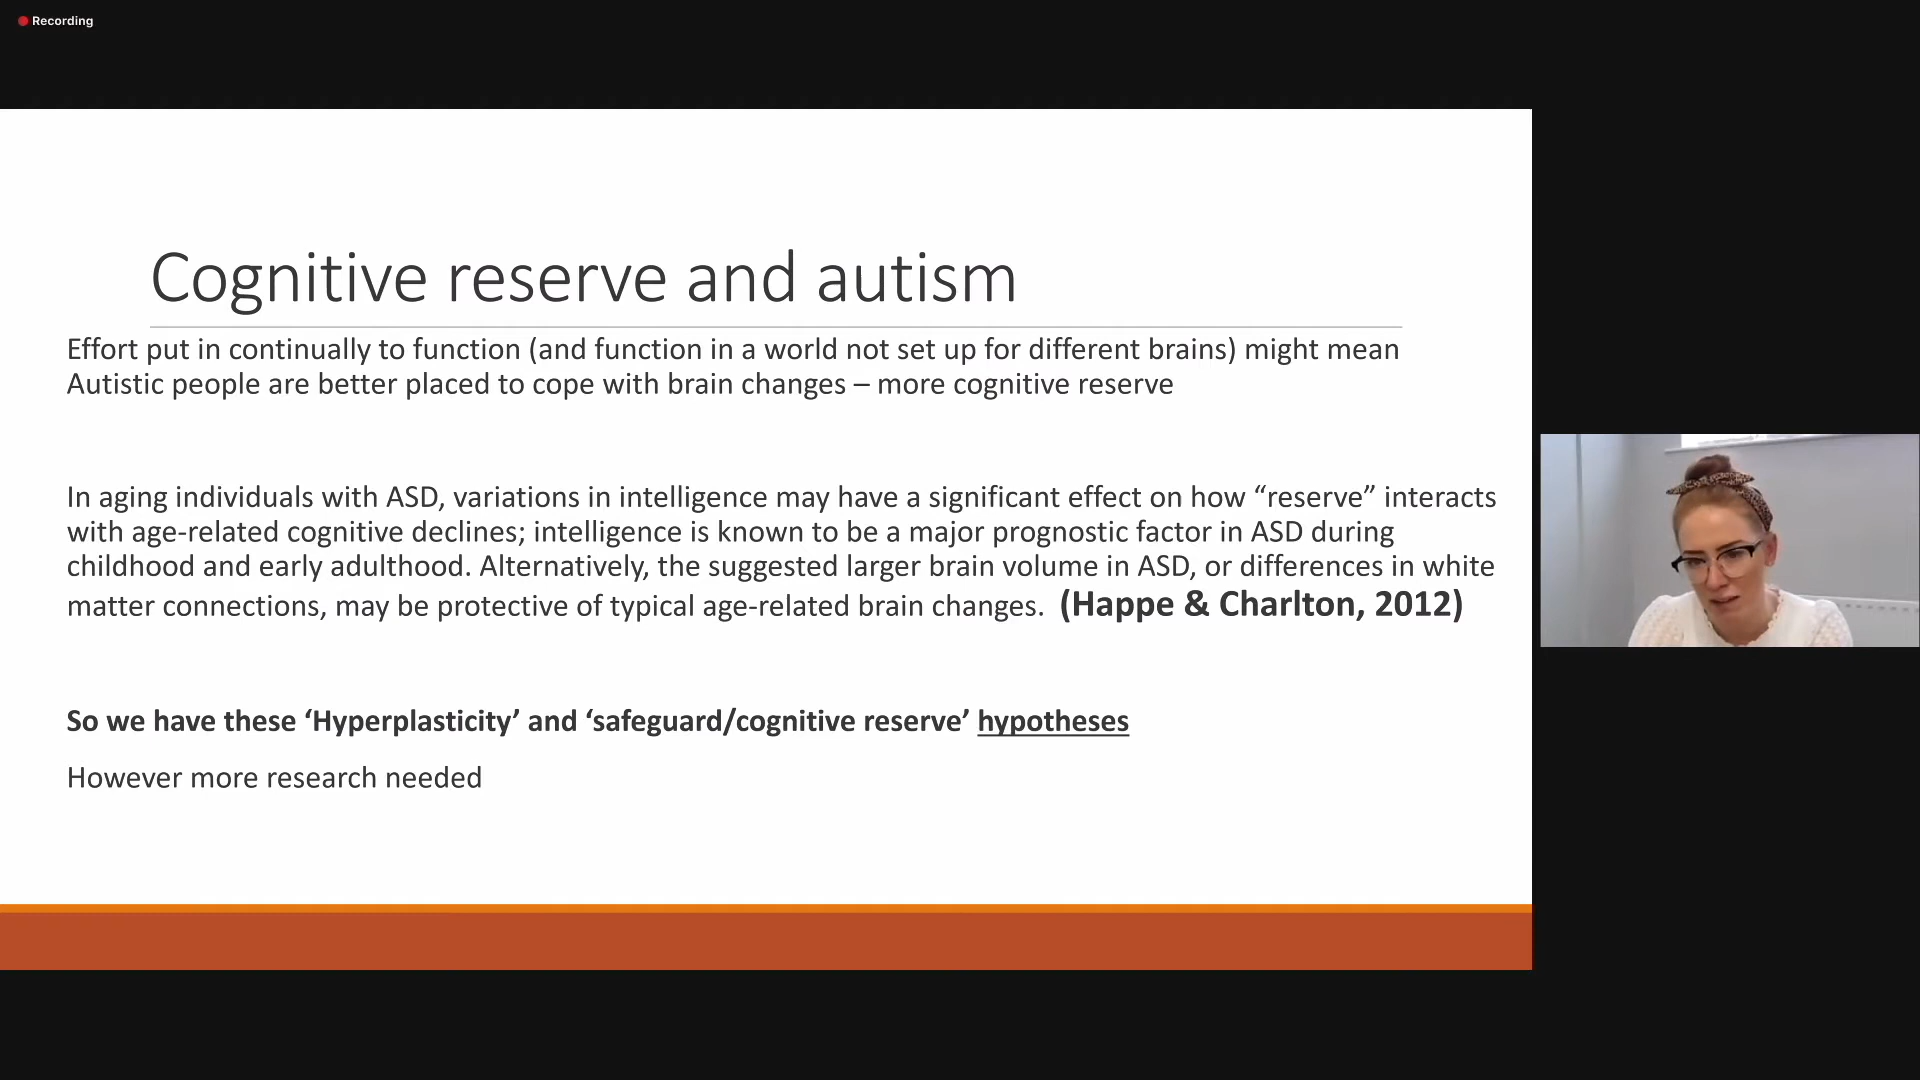 Recording
Cognitive reserve and autism
Effort put in continually to function (and function in a world not set up for different brains) might mean
Autistic people are better placed to cope with brain changes – more cognitive reserve
In aging individuals with ASD, variations in intelligence may have a significant effect on how “reserve” interacts
with age-related cognitive declines; intelligence is known to be a major prognostic factor in ASD during
childhood and early adulthood. Alternatively, the suggested larger brain volume in ASD, or differences in white
matter connections, may be protective of typical age-related brain changes. (Happe & Charlton, 2012)
So we have these ‘Hyperplasticity’ and ‘safeguard/cognitive reserve’ hypotheses
However more research needed